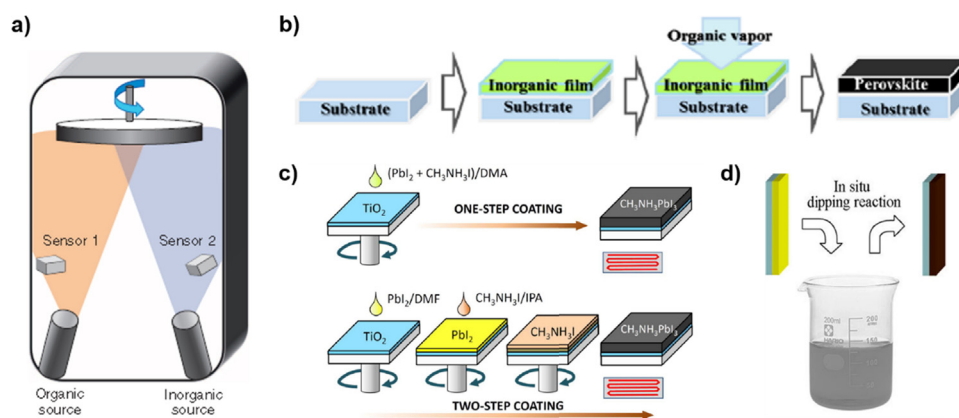 a)
Sensor 1
Sensor 2
Organic
source
Inorganic
source
b)
Organic vapor
Substrate
Inorganic film
Substrate
Inorganic film
Substrate
Perovskite
Substrate
c)
(PbI₂ + CH₃NH₃I)/DMA
TiO₂
ONE-STEP COATING
CH₃NH₃PbI₃
PbI₂/DMF
CH₃NH₃I/IPA
TiO₂
PbI₂
CH₃NH₃I
CH₃NH₃PbI₃
TWO-STEP COATING
d)
In situ
dipping reaction
200ml
200
150